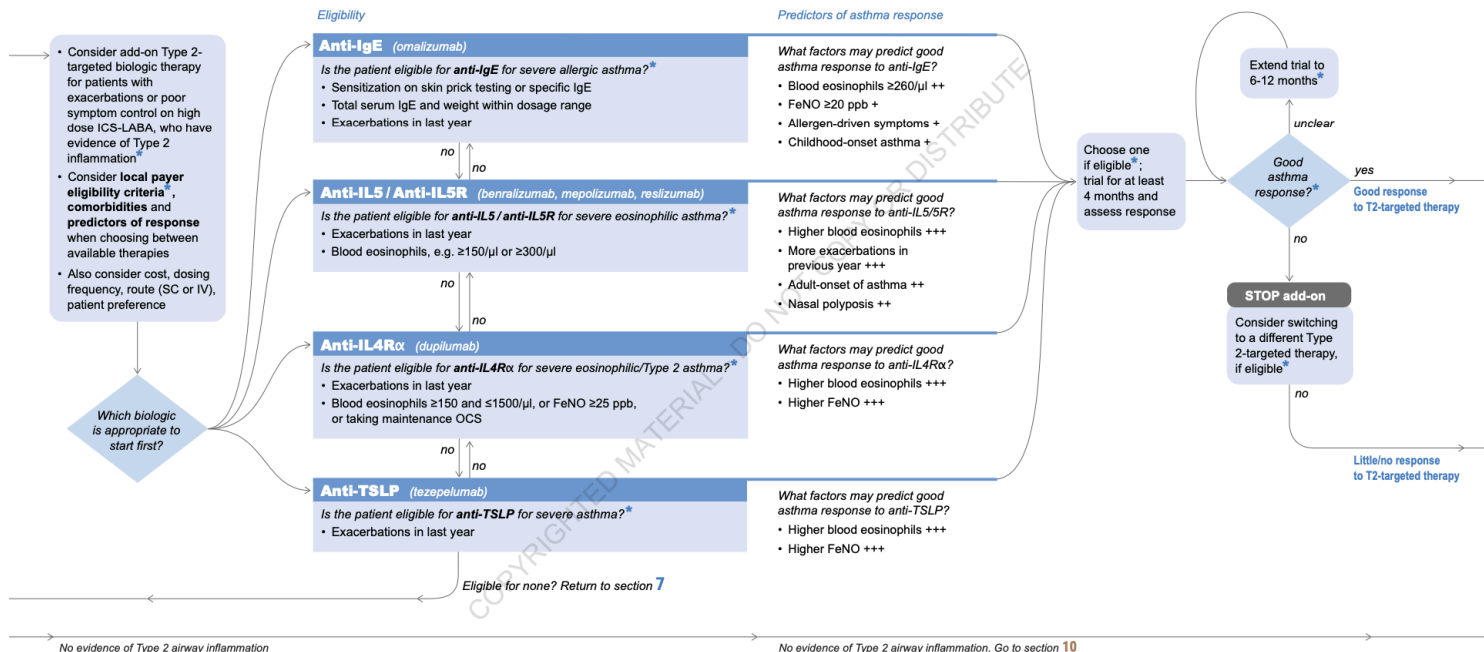 Eligibility
Predictors of asthma response
• Consider add-on Type 2-
targeted biologic therapy
for patients with
exacerbations or poor
symptom control on high
dose ICS-LABA, who have
evidence of Type 2
inflammation*
• Consider local payer
eligibility criteria*,
comorbidities and
predictors of response
when choosing between
available therapies
• Also consider cost, dosing
frequency, route (SC or IV),
patient preference
Which biologic
is appropriate to
start first?
Anti-IgE (omalizumab)
Is the patient eligible for anti-IgE for severe allergic asthma?*
• Sensitization on skin prick testing or specific IgE
• Total serum IgE and weight within dosage range
• Exacerbations in last year
What factors may predict good
asthma response to anti-IgE?
• Blood eosinophils ≥260/µl ++
• FeNO ≥20 ppb +
• Allergen-driven symptoms +
• Childhood-onset asthma +
no
no
Anti-IL5 / Anti-IL5R (benralizumab, mepolizumab, reslizumab)
Is the patient eligible for anti-IL5 / anti-IL5R for severe eosinophilic asthma?*
• Exacerbations in last year
• Blood eosinophils, e.g. ≥150/µl or ≥300/µl
What factors may predict good
asthma response to anti-IL5/5R?
• Higher blood eosinophils +++
• More exacerbations in
previous year +++
• Adult-onset of asthma ++
• Nasal polyposis ++
no
no
Anti-IL4Rα (dupilumab)
Is the patient eligible for anti-IL4Rα for severe eosinophilic/Type 2 asthma?*
• Exacerbations in last year
• Blood eosinophils ≥150 and ≤1500/µl, or FeNO ≥25 ppb,
or taking maintenance OCS
What factors may predict good
asthma response to anti-IL4Rα?
• Higher blood eosinophils +++
• Higher FeNO +++
no
no
Anti-TSLP (tezepelumab)
Is the patient eligible for anti-TSLP for severe asthma?*
• Exacerbations in last year
What factors may predict good
asthma response to anti-TSLP?
• Higher blood eosinophils +++
• Higher FeNO +++
Eligible for none? Return to section 7
Choose one
if eligible*;
trial for at least
4 months and
assess response
Extend trial to
6-12 months*
unclear
Good
asthma
response?*
yes
Good response
to T2-targeted therapy
no
STOP add-on
Consider switching
to a different Type
2-targeted therapy,
if eligible*
no
Little/no response
to T2-targeted therapy
No evidence of Type 2 airway inflammation
No evidence of Type 2 airway inflammation. Go to section 10
COPYRIGHTED MATERIAL - DO NOT COPY OR DISTRIBUTE